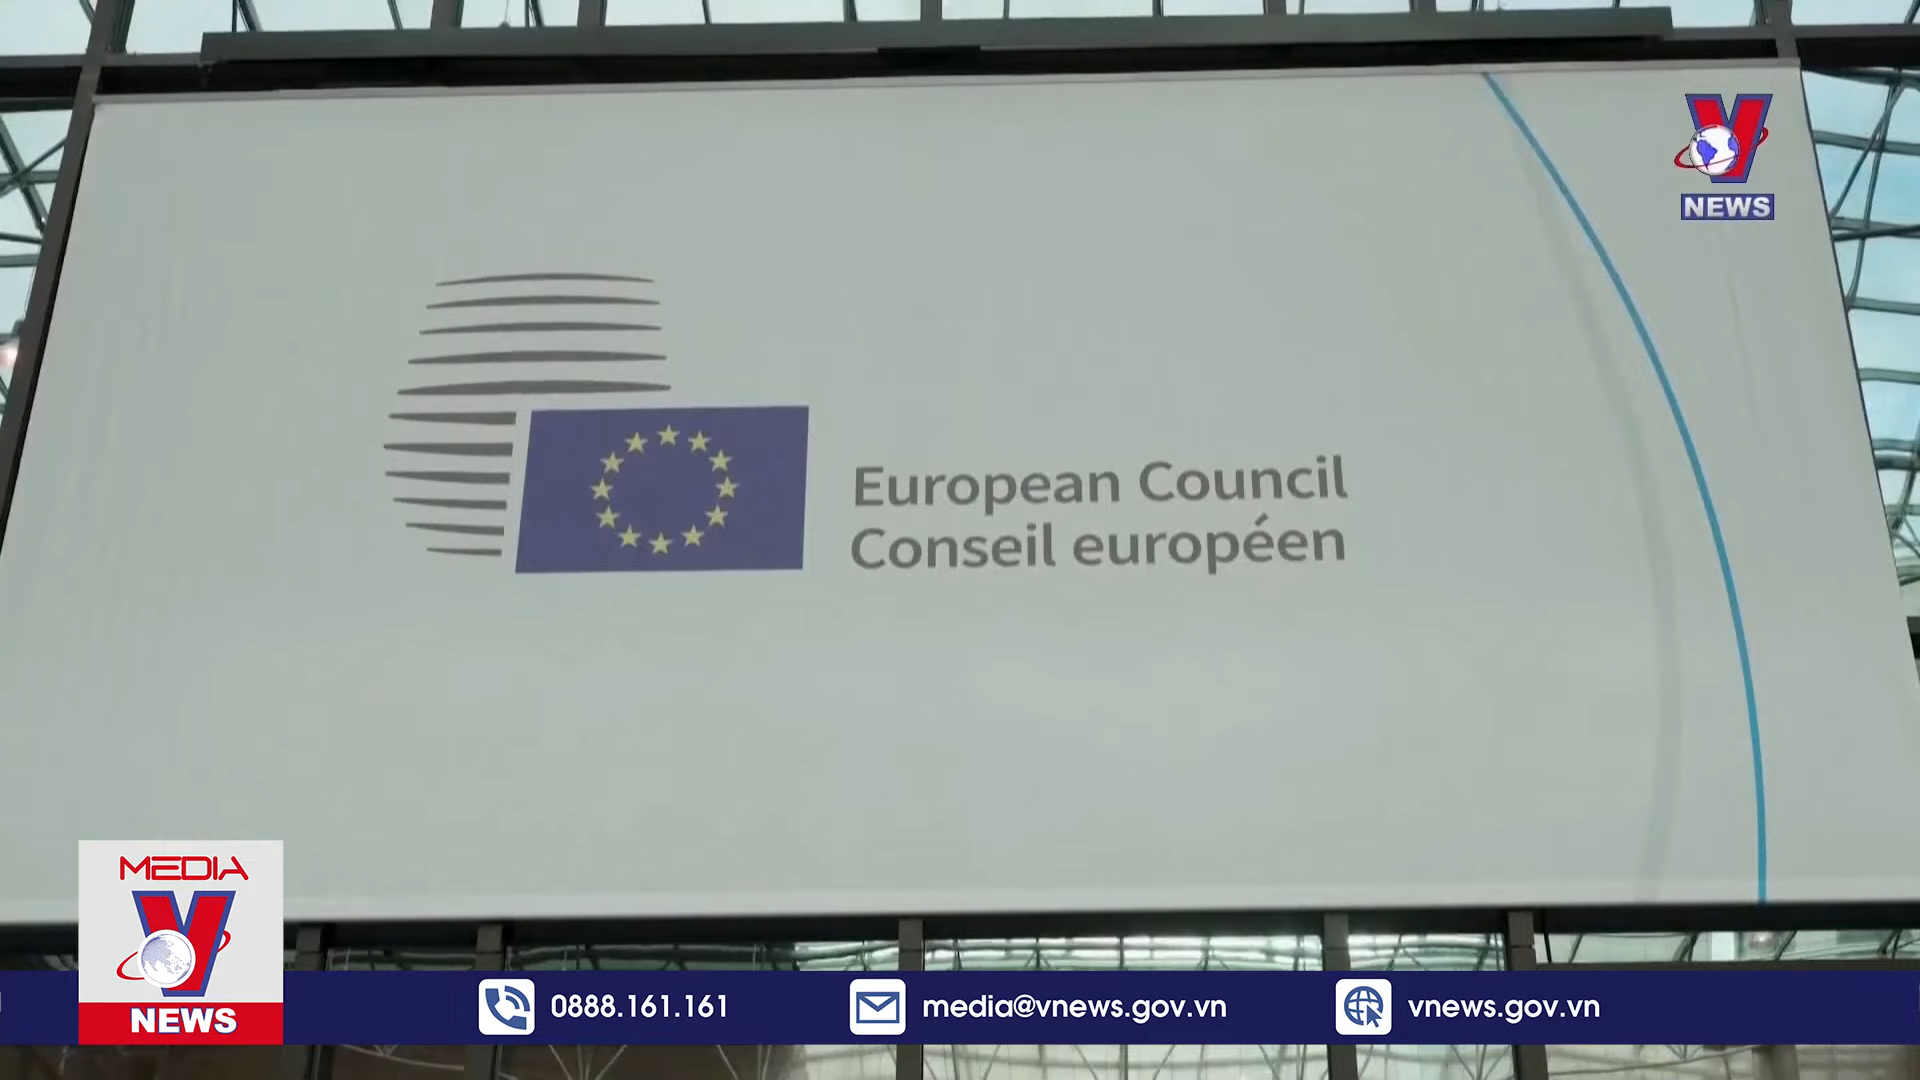 NEWS
European Council
Conseil européen
MEDIA
NEWS
0888.161.161
media@vnews.gov.vn
vnews.gov.vn